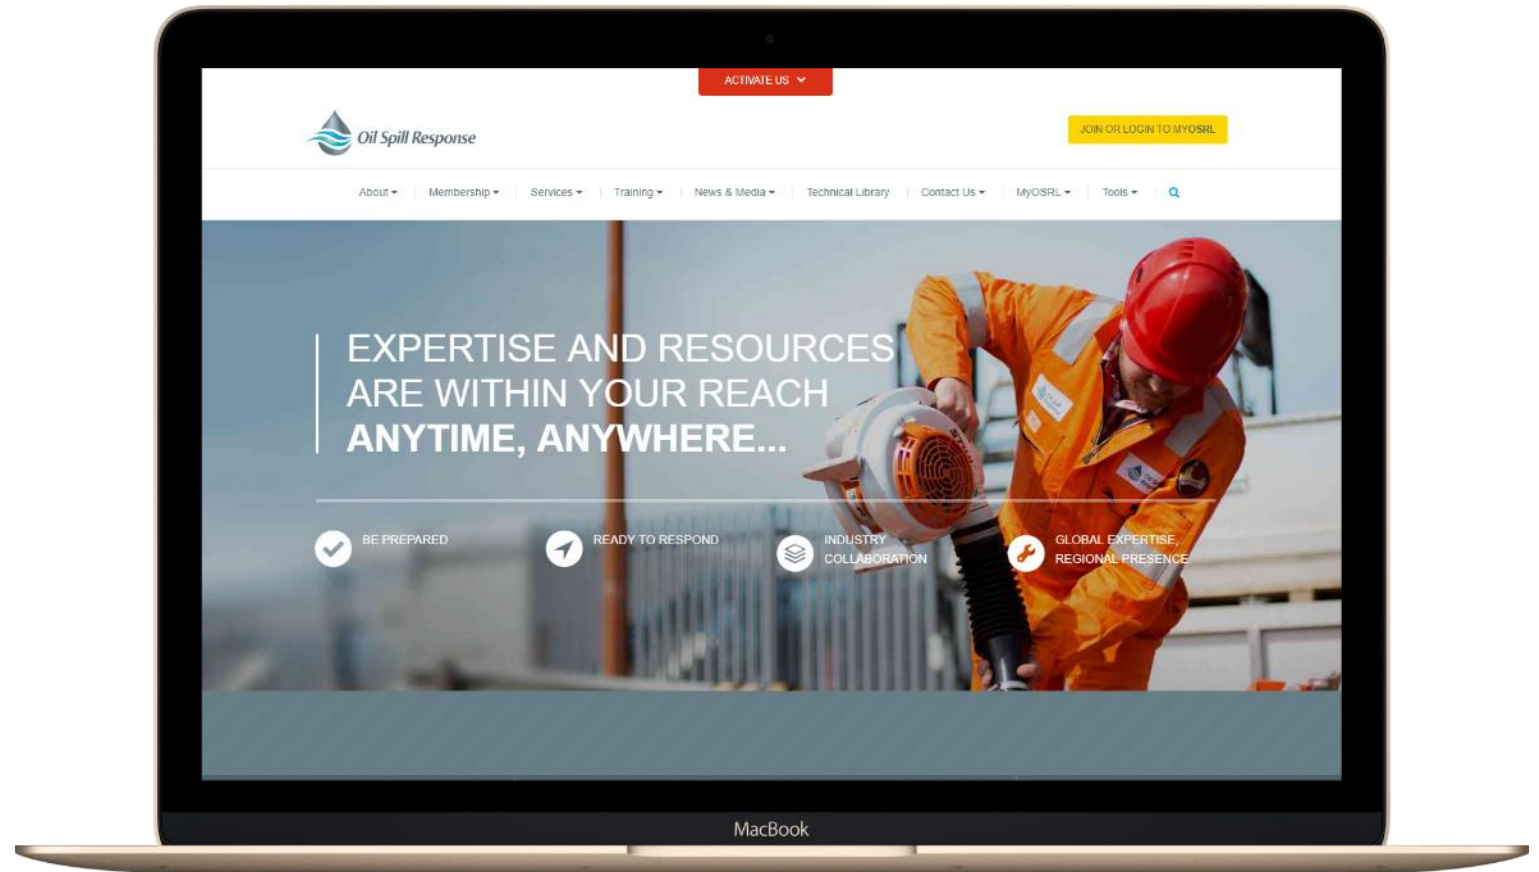 ACTIVATE US
Oil Spill Response
JOIN OR LOGIN TO MYOSRL
About
Membership
Services
Training
News & Media
Technical Library
Contact Us
MyOSRL
Tools
EXPERTISE AND RESOURCES
ARE WITHIN YOUR REACH
ANYTIME, ANYWHERE...
BE PREPARED
READY TO RESPOND
INDUSTRY
COLLABORATION
GLOBAL EXPERTISE,
REGIONAL PRESENCE
STIHL
MacBook